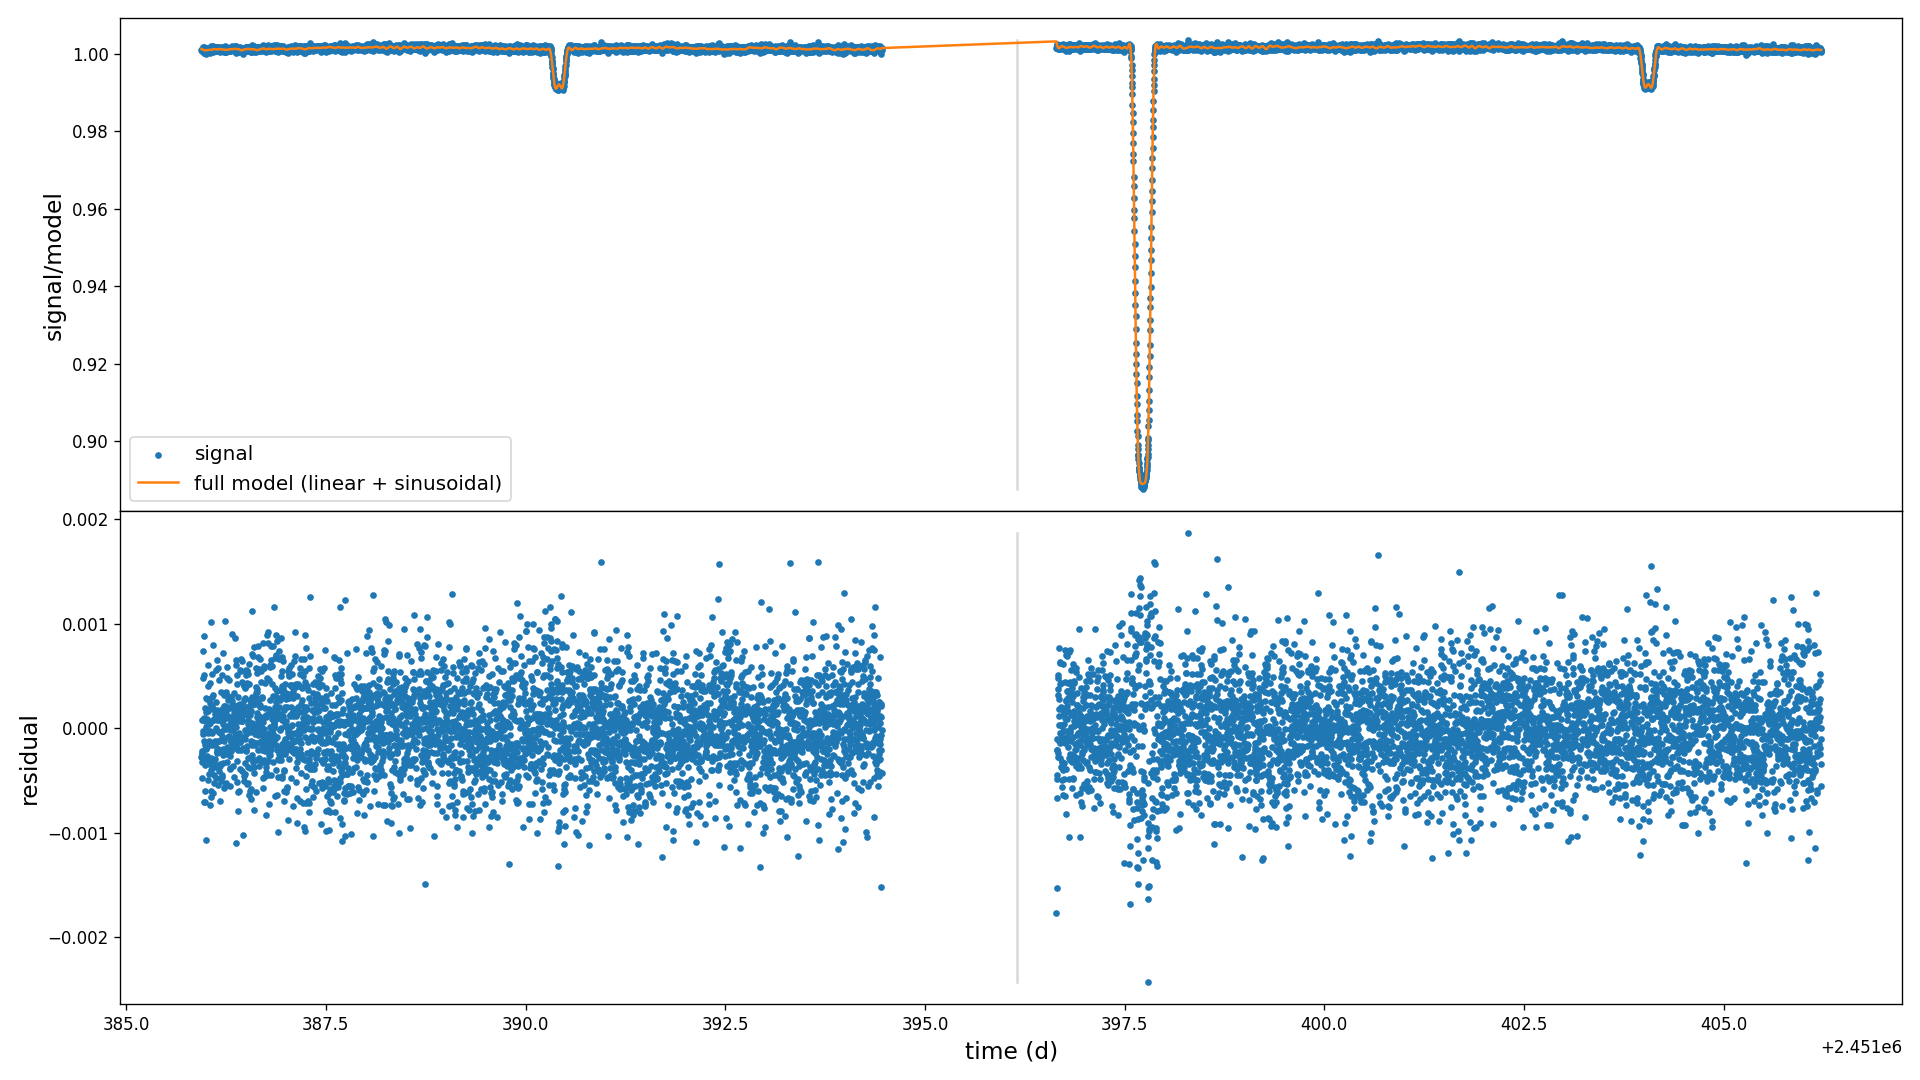 1.00
0.98
0.96
0.94
0.92
0.90
signal/model
signal
full model (linear + sinusoidal)
0.002
0.001
0.000
−0.001
−0.002
residual
385.0 387.5 390.0 392.5 395.0 397.5 400.0 402.5 405.0
time (d)
+2.451e6